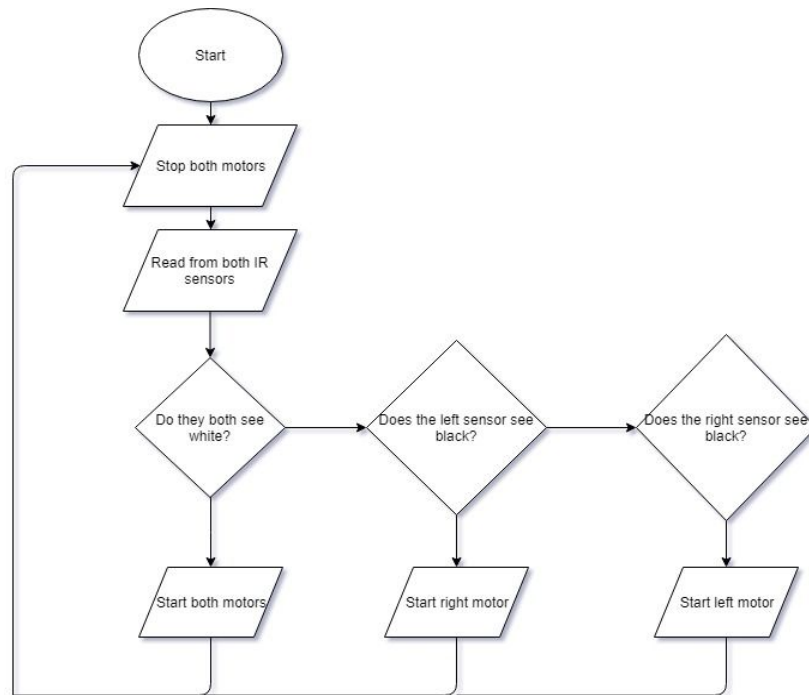 Start
Stop both motors
Read from both IR
sensors
Do they both see
white?
Does the left sensor see
black?
Does the right sensor see
black?
Start both motors
Start right motor
Start left motor